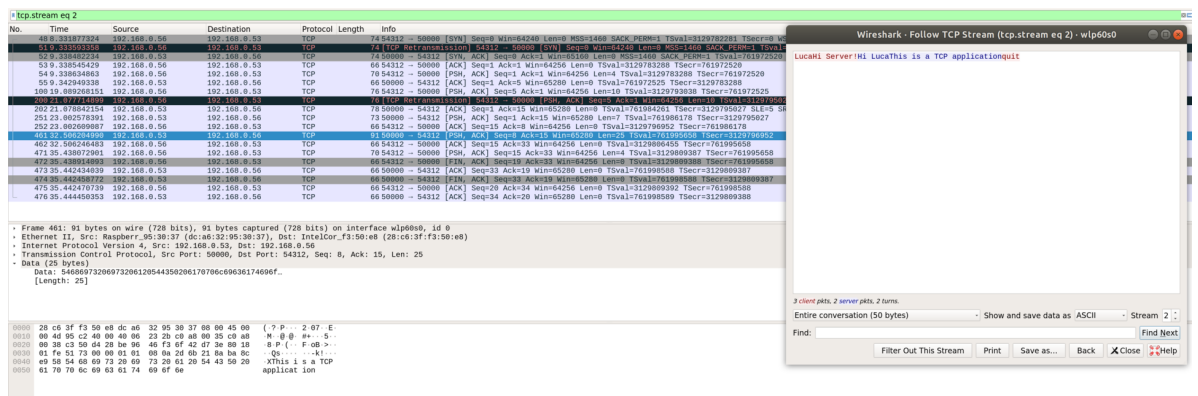 tcp.stream eq 2
No. Time Source Destination Protocol Length Info
48 8.331877324 192.168.0.56 192.168.0.53 TCP 74 54312 → 50000 [SYN] Seq=0 Win=64240 Len=0 MSS=1460 SACK_PERM=1 TSval=3129782281 TSecr=0 WS
51 9.333593358 192.168.0.56 192.168.0.53 TCP 74 [TCP Retransmission] 54312 → 50000 [SYN] Seq=0 Win=64240 Len=0 MSS=1460 SACK_PERM=1 TSval=
52 9.338482234 192.168.0.53 192.168.0.56 TCP 74 50000 → 54312 [SYN, ACK] Seq=0 Ack=1 Win=65160 Len=0 MSS=1460 SACK_PERM=1 TSval=761972520
53 9.338545429 192.168.0.56 192.168.0.53 TCP 66 54312 → 50000 [ACK] Seq=1 Ack=1 Win=64256 Len=0 TSval=3129783288 TSecr=761972520
54 9.338634863 192.168.0.56 192.168.0.53 TCP 70 54312 → 50000 [PSH, ACK] Seq=1 Ack=1 Win=64256 Len=4 TSval=3129783288 TSecr=761972520
55 9.342949338 192.168.0.53 192.168.0.56 TCP 66 50000 → 54312 [ACK] Seq=1 Ack=5 Win=65280 Len=0 TSval=761972525 TSecr=3129783288
100 19.089268151 192.168.0.56 192.168.0.53 TCP 76 54312 → 50000 [PSH, ACK] Seq=5 Ack=1 Win=64256 Len=10 TSval=3129793038 TSecr=761972525
200 21.077714899 192.168.0.56 192.168.0.53 TCP 76 [TCP Retransmission] 54312 → 50000 [PSH, ACK] Seq=5 Ack=1 Win=64256 Len=10 TSval=312979502
202 21.078842154 192.168.0.53 192.168.0.56 TCP 78 50000 → 54312 [ACK] Seq=1 Ack=15 Win=65280 Len=0 TSval=761984261 TSecr=3129795027 SLE=5 SR
251 23.002578391 192.168.0.53 192.168.0.56 TCP 73 50000 → 54312 [PSH, ACK] Seq=1 Ack=15 Win=65280 Len=7 TSval=761986178 TSecr=3129795027
252 23.002609087 192.168.0.56 192.168.0.53 TCP 66 54312 → 50000 [ACK] Seq=15 Ack=8 Win=64256 Len=0 TSval=3129796952 TSecr=761986178
461 32.506204990 192.168.0.53 192.168.0.56 TCP 91 50000 → 54312 [PSH, ACK] Seq=8 Ack=15 Win=65280 Len=25 TSval=761995658 TSecr=3129796952
462 32.506246483 192.168.0.56 192.168.0.53 TCP 66 54312 → 50000 [ACK] Seq=15 Ack=33 Win=64256 Len=0 TSval=3129806455 TSecr=761995658
471 35.438072901 192.168.0.56 192.168.0.53 TCP 70 54312 → 50000 [PSH, ACK] Seq=15 Ack=33 Win=64256 Len=4 TSval=3129809387 TSecr=761995658
472 35.438914093 192.168.0.56 192.168.0.53 TCP 66 54312 → 50000 [FIN, ACK] Seq=19 Ack=33 Win=64256 Len=0 TSval=3129809388 TSecr=761995658
473 35.442434039 192.168.0.53 192.168.0.56 TCP 66 50000 → 54312 [ACK] Seq=33 Ack=19 Win=65280 Len=0 TSval=761998588 TSecr=3129809387
474 35.442458772 192.168.0.53 192.168.0.56 TCP 66 50000 → 54312 [FIN, ACK] Seq=33 Ack=19 Win=65280 Len=0 TSval=761998588 TSecr=3129809387
475 35.442470739 192.168.0.56 192.168.0.53 TCP 66 54312 → 50000 [ACK] Seq=20 Ack=34 Win=64256 Len=0 TSval=3129809392 TSecr=761998588
476 35.444450353 192.168.0.53 192.168.0.56 TCP 66 50000 → 54312 [ACK] Seq=34 Ack=20 Win=65280 Len=0 TSval=761998589 TSecr=3129809388
Frame 461: 91 bytes on wire (728 bits), 91 bytes captured (728 bits) on interface wlp60s0, id 0
Ethernet II, Src: Raspberr_95:30:37 (dc:a6:32:95:30:37), Dst: IntelCor_f3:50:e8 (28:c6:3f:f3:50:e8)
Internet Protocol Version 4, Src: 192.168.0.53, Dst: 192.168.0.56
Transmission Control Protocol, Src Port: 50000, Dst Port: 54312, Seq: 8, Ack: 15, Len: 25
Data (25 bytes)
Data: 54686973206973206120544350206170706c69636174696f…
[Length: 25]
0000 28 c6 3f f3 50 e8 dc a6 32 95 30 37 08 00 45 00 (·?·P··· 2·07··E·
0010 00 4d 95 c2 40 00 40 06 23 2b c0 a8 00 35 c0 a8 ·M··@·@· #+···5··
0020 00 38 c3 50 d4 28 be 96 46 f3 6f 42 d7 3e 80 18 ·8·P·(·· F·oB·>··
0030 01 fe 51 73 00 00 01 01 08 0a 2d 6b 21 8a ba 8c ··Qs···· ··-k!···
0040 e9 58 54 68 69 73 20 69 73 20 61 20 54 43 50 20 ·XThis i s a TCP
0050 61 70 70 6c 69 63 61 74 69 6f 6e applicat ion
Wireshark · Follow TCP Stream (tcp.stream eq 2) · wlp60s0
LucaHi Server!Hi LucaThis is a TCP applicationquit
3 client pkts, 2 server pkts, 2 turns.
Entire conversation (50 bytes) Show and save data as ASCII Stream 2
Find: Find Next
Filter Out This Stream Print Save as… Back Close Help